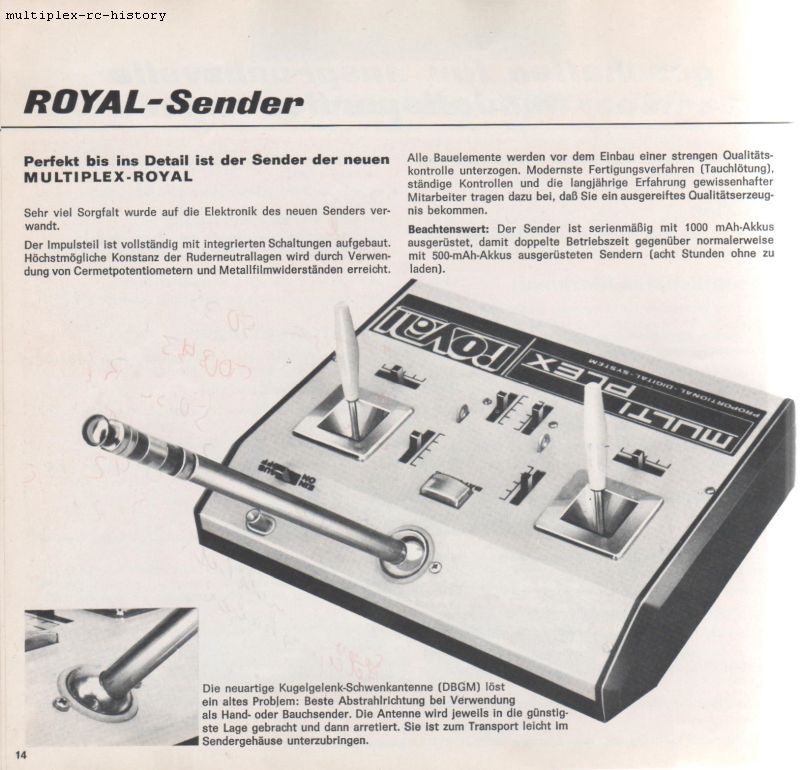 multiplex-rc-history
ROYAL-Sender
Perfekt bis ins Detail ist der Sender der neuen
MULTIPLEX-ROYAL
Sehr viel Sorgfalt wurde auf die Elektronik des neuen Senders ver-
wandt.
Der Impulsteil ist vollständig mit integrierten Schaltungen aufgebaut.
Höchstmögliche Konstanz der Ruderneutrallagen wird durch Verwen-
dung von Cermetpotentiometern und Metallfilmwiderständen erreicht.
Alle Bauelemente werden vor dem Einbau einer strengen Qualitäts-
kontrolle unterzogen. Modernste Fertigungsverfahren (Tauchlötung),
ständige Kontrollen und die langjährige Erfahrung gewissenhafter
Mitarbeiter tragen dazu bei, daß Sie ein ausgereiftes Qualitätserzeug-
nis bekommen.
Beachtenswert: Der Sender ist serienmäßig mit 1000 mAh-Akkus
ausgerüstet, damit doppelte Betriebszeit gegenüber normalerweise
mit 500-mAh-Akkus ausgerüsteten Sendern (acht Stunden ohne zu
laden).
royal
MULTIPLEX
PROPORTIONAL-DIGITAL-SYSTEM
EIN AUS
ON OFF
Die neuartige Kugelgelenk-Schwenkantenne (DBGM) löst
ein altes Problem: Beste Abstrahlrichtung bei Verwendung
als Hand- oder Bauchsender. Die Antenne wird jeweils in die günstig-
ste Lage gebracht und dann arretiert. Sie ist zum Transport leicht im
Sendergehäuse unterzubringen.
14